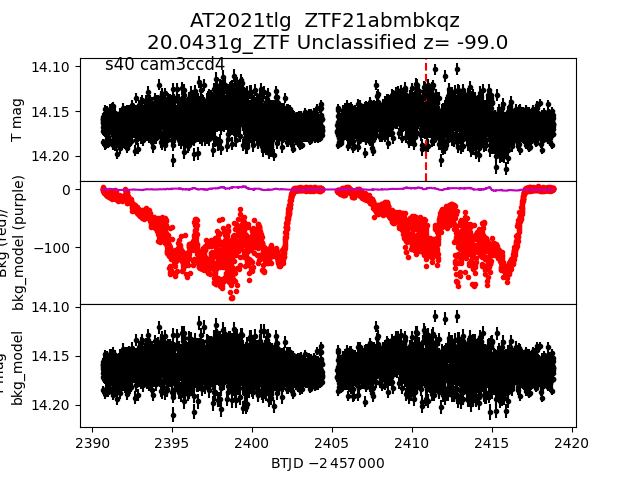 AT2021tlg ZTF21abmbkqz
20.0431g_ZTF Unclassified z= -99.0
s40 cam3ccd4
14.10
14.15
14.20
T mag
0
−100
bkg_model (purple)
14.10
14.15
14.20
bkg_model
2390
2395
2400
2405
2410
2415
2420
BTJD −2 457 000